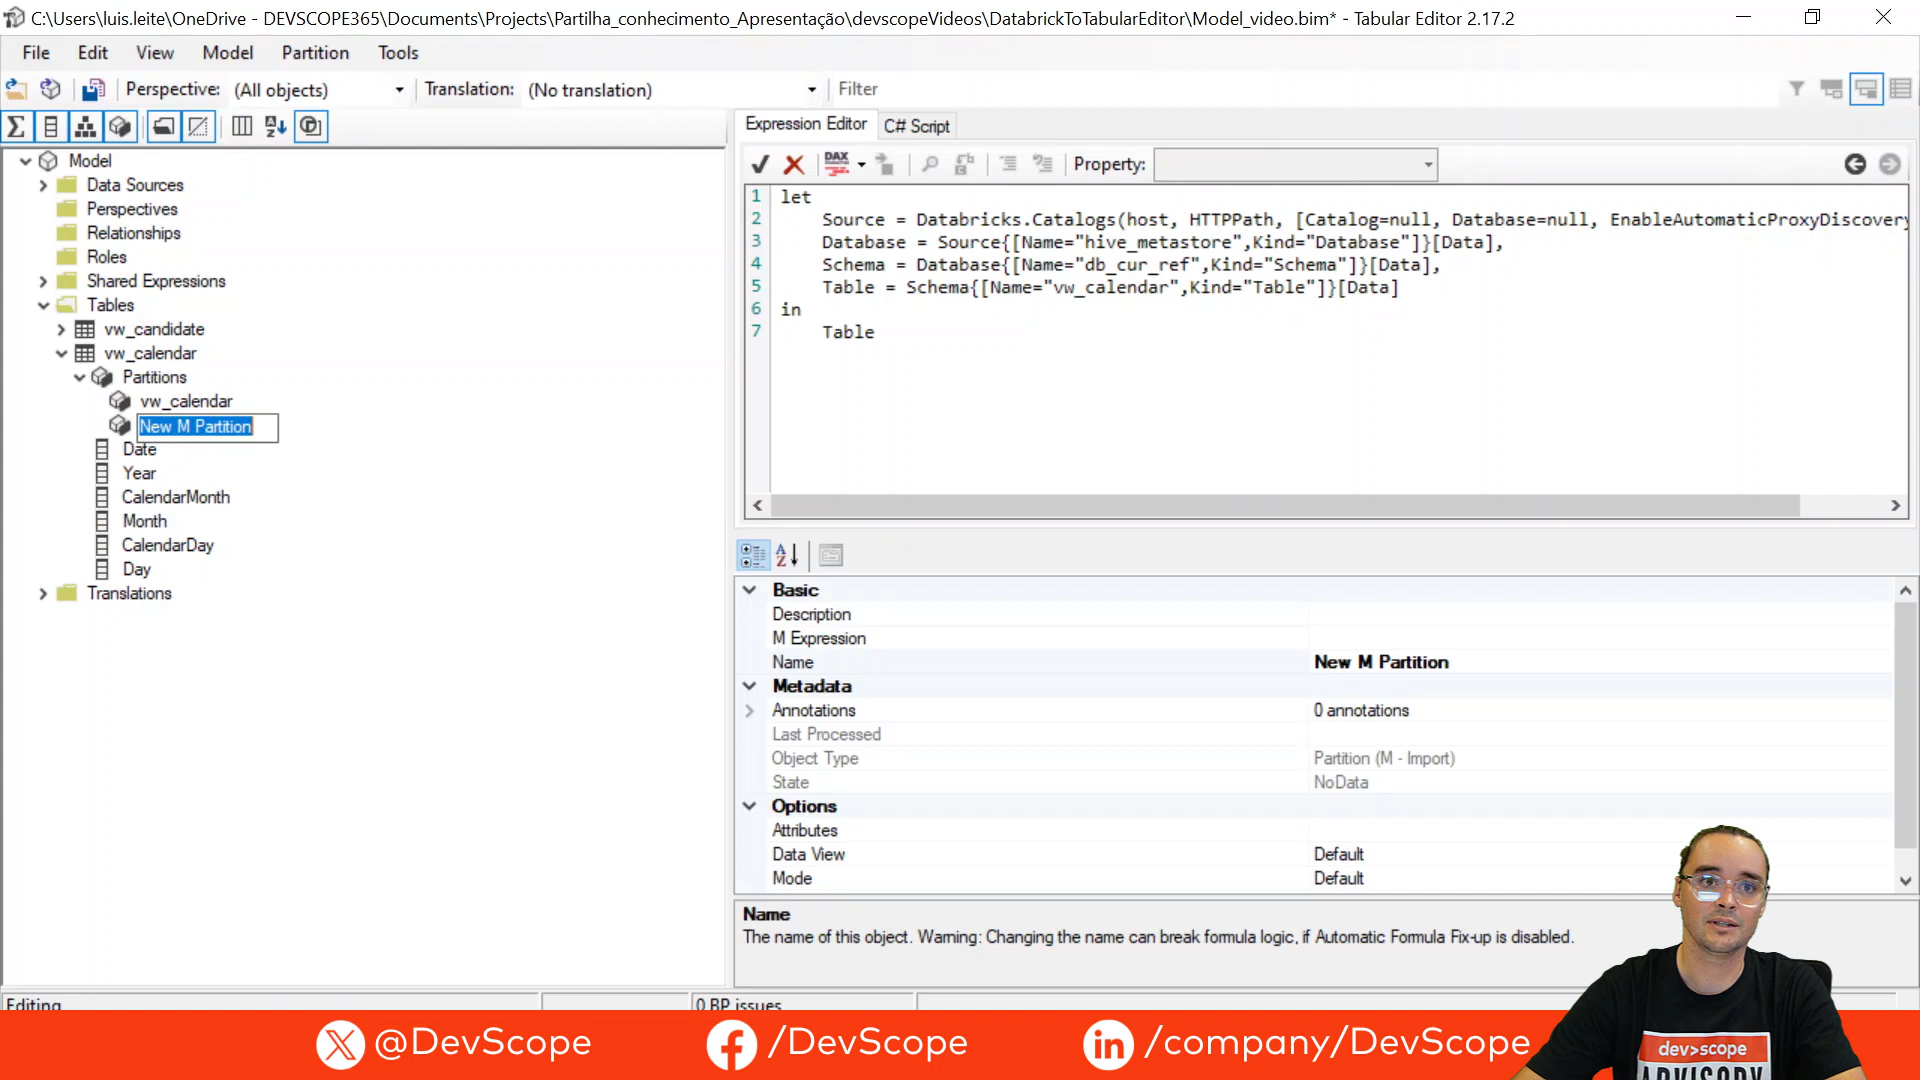 C:\Users\luis.leite\OneDrive - DEVSCOPE365\Documents\Projects\Partilha_conhecimento_Apresentação\devscopeVideos\DatabrickToTabularEditor\Model_video.bim* - Tabular Editor 2.17.2
File Edit View Model Partition Tools
Perspective: (All objects) Translation: (No translation) Filter
Expression Editor C# Script
DAX Property:
Model
Data Sources
Perspectives
Relationships
Roles
Shared Expressions
Tables
vw_candidate
vw_calendar
Partitions
vw_calendar
New M Partition
Date
Year
CalendarMonth
Month
CalendarDay
Day
Translations
1 let
2 Source = Databricks.Catalogs(host, HTTPPath, [Catalog=null, Database=null, EnableAutomaticProxyDiscovery
3 Database = Source{[Name="hive_metastore",Kind="Database"]}[Data],
4 Schema = Database{[Name="db_cur_ref",Kind="Schema"]}[Data],
5 Table = Schema{[Name="vw_calendar",Kind="Table"]}[Data]
6 in
7 Table
Basic
Description
M Expression
Name New M Partition
Metadata
Annotations 0 annotations
Last Processed
Object Type Partition (M - Import)
State NoData
Options
Attributes
Data View Default
Mode Default
Name
The name of this object. Warning: Changing the name can break formula logic, if Automatic Formula Fix-up is disabled.
Editing 0 BP issues
@DevScope /DevScope /company/DevScope
dev>scope
ADVISORY